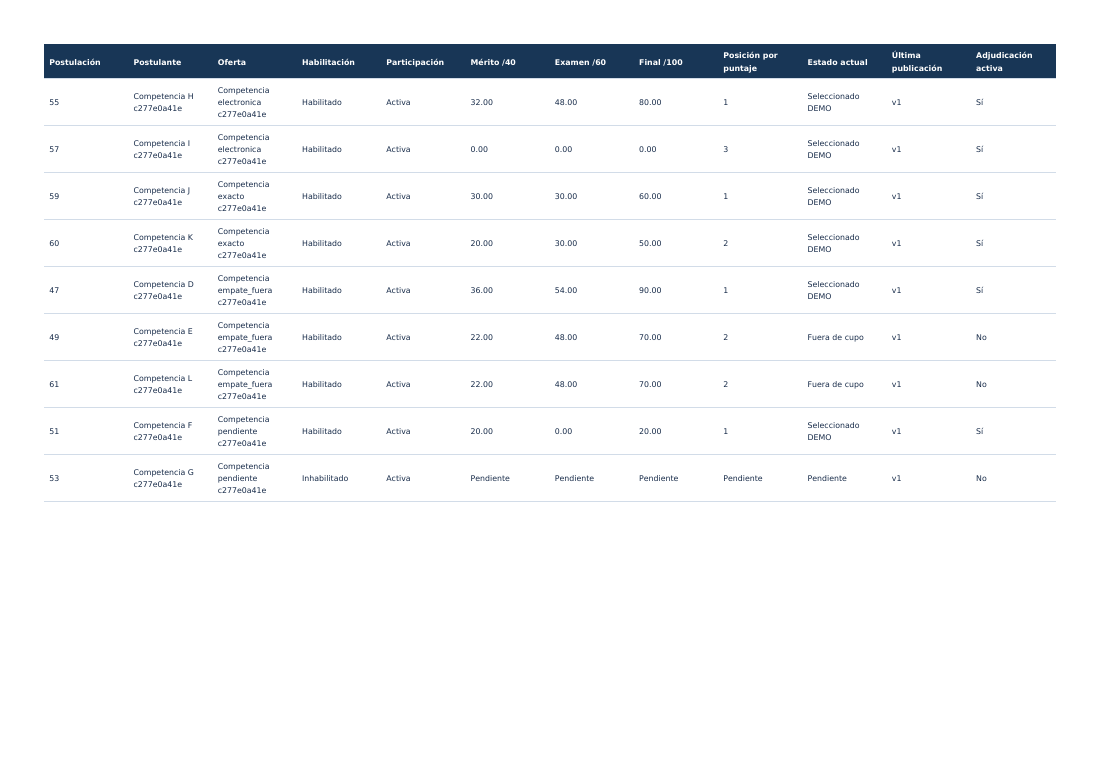 Postulación Postulante Oferta Habilitación Participación Mérito /40 Examen /60 Final /100 Posición por puntaje Estado actual Última publicación Adjudicación activa
55 Competencia H c277e0a41e Competencia electronica c277e0a41e Habilitado Activa 32.00 48.00 80.00 1 Seleccionado DEMO v1 Sí
57 Competencia I c277e0a41e Competencia electronica c277e0a41e Habilitado Activa 0.00 0.00 0.00 3 Seleccionado DEMO v1 Sí
59 Competencia J c277e0a41e Competencia exacto c277e0a41e Habilitado Activa 30.00 30.00 60.00 1 Seleccionado DEMO v1 Sí
60 Competencia K c277e0a41e Competencia exacto c277e0a41e Habilitado Activa 20.00 30.00 50.00 2 Seleccionado DEMO v1 Sí
47 Competencia D c277e0a41e Competencia empate_fuera c277e0a41e Habilitado Activa 36.00 54.00 90.00 1 Seleccionado DEMO v1 Sí
49 Competencia E c277e0a41e Competencia empate_fuera c277e0a41e Habilitado Activa 22.00 48.00 70.00 2 Fuera de cupo v1 No
61 Competencia L c277e0a41e Competencia empate_fuera c277e0a41e Habilitado Activa 22.00 48.00 70.00 2 Fuera de cupo v1 No
51 Competencia F c277e0a41e Competencia pendiente c277e0a41e Habilitado Activa 20.00 0.00 20.00 1 Seleccionado DEMO v1 Sí
53 Competencia G c277e0a41e Competencia pendiente c277e0a41e Inhabilitado Activa Pendiente Pendiente Pendiente Pendiente Pendiente v1 No